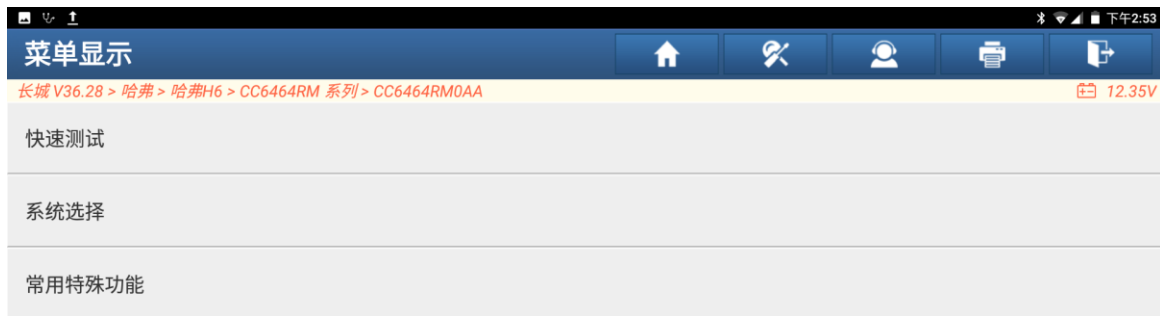 下午2:53
菜单显示
长城 V36.28 > 哈弗 > 哈弗H6 > CC6464RM 系列 > CC6464RM0AA 12.35V
快速测试
系统选择
常用特殊功能